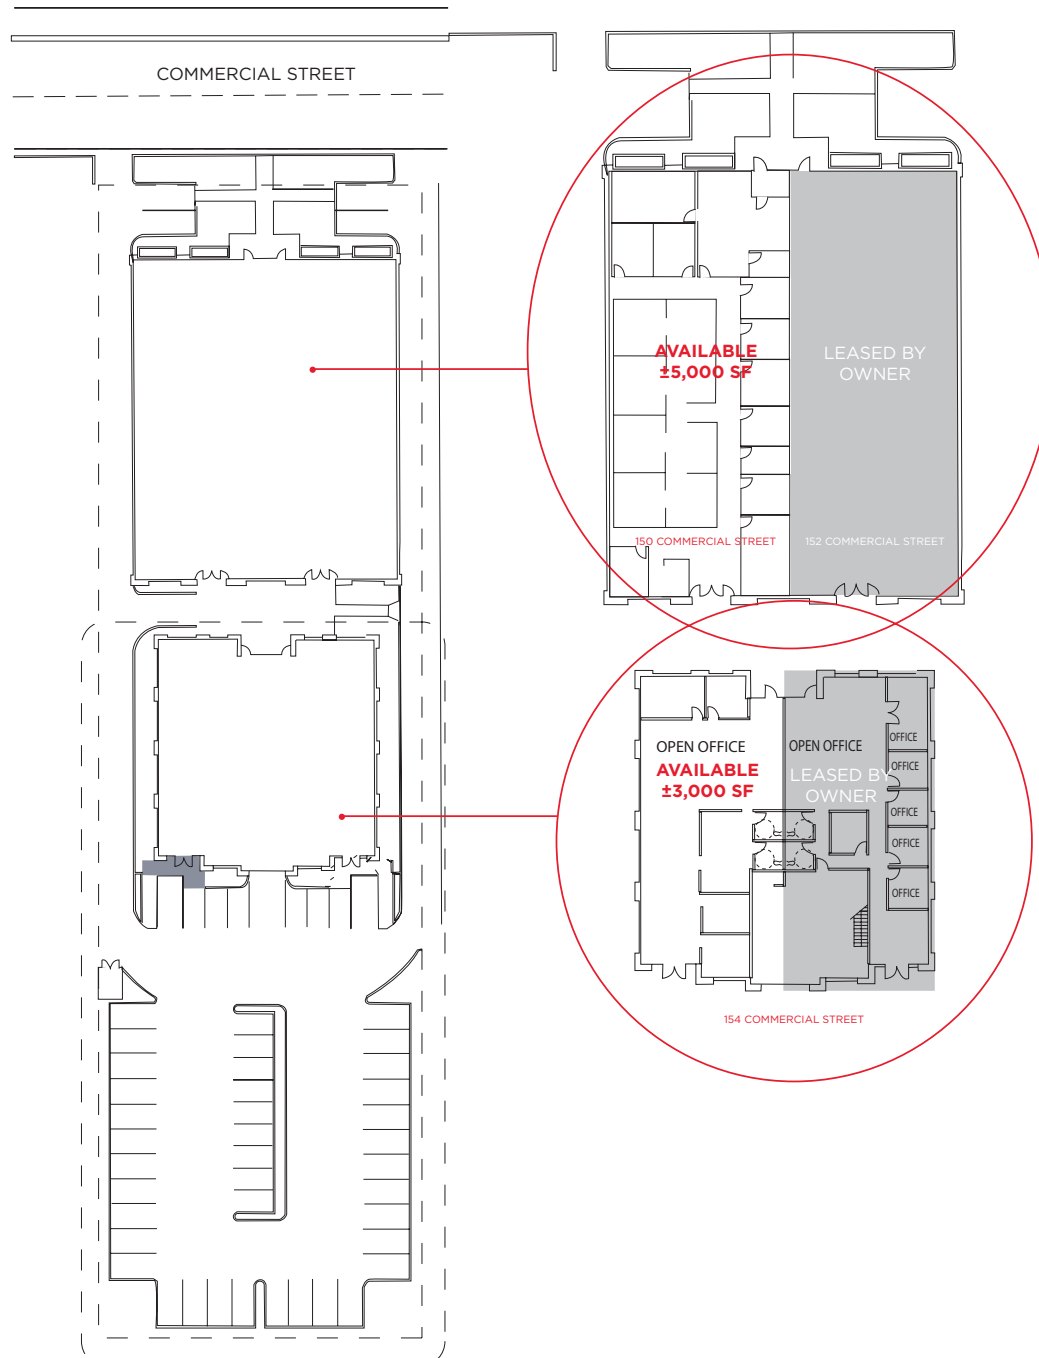 COMMERCIAL STREET
AVAILABLE
±5,000 SF
LEASED BY
OWNER
150 COMMERCIAL STREET
152 COMMERCIAL STREET
OPEN OFFICE
AVAILABLE
±3,000 SF
OPEN OFFICE
LEASED BY
OWNER
OFFICE
OFFICE
OFFICE
OFFICE
OFFICE
154 COMMERCIAL STREET